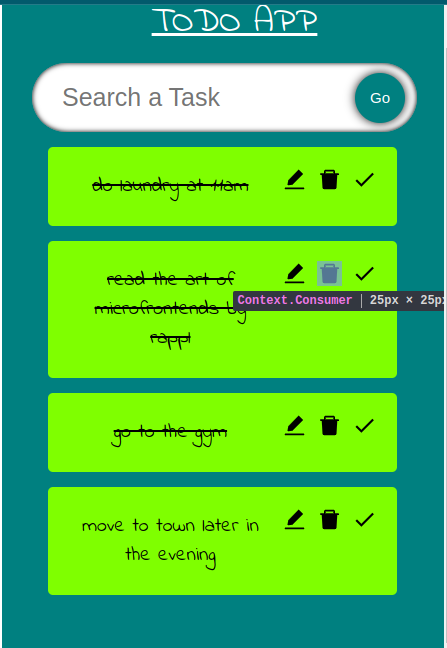 ToDo App
Search a Task
Go
do laundry at 11am
read the art of
microfrontends by
rappl
go to the gym
move to town later in
the evening
Context.Consumer | 25px × 25px